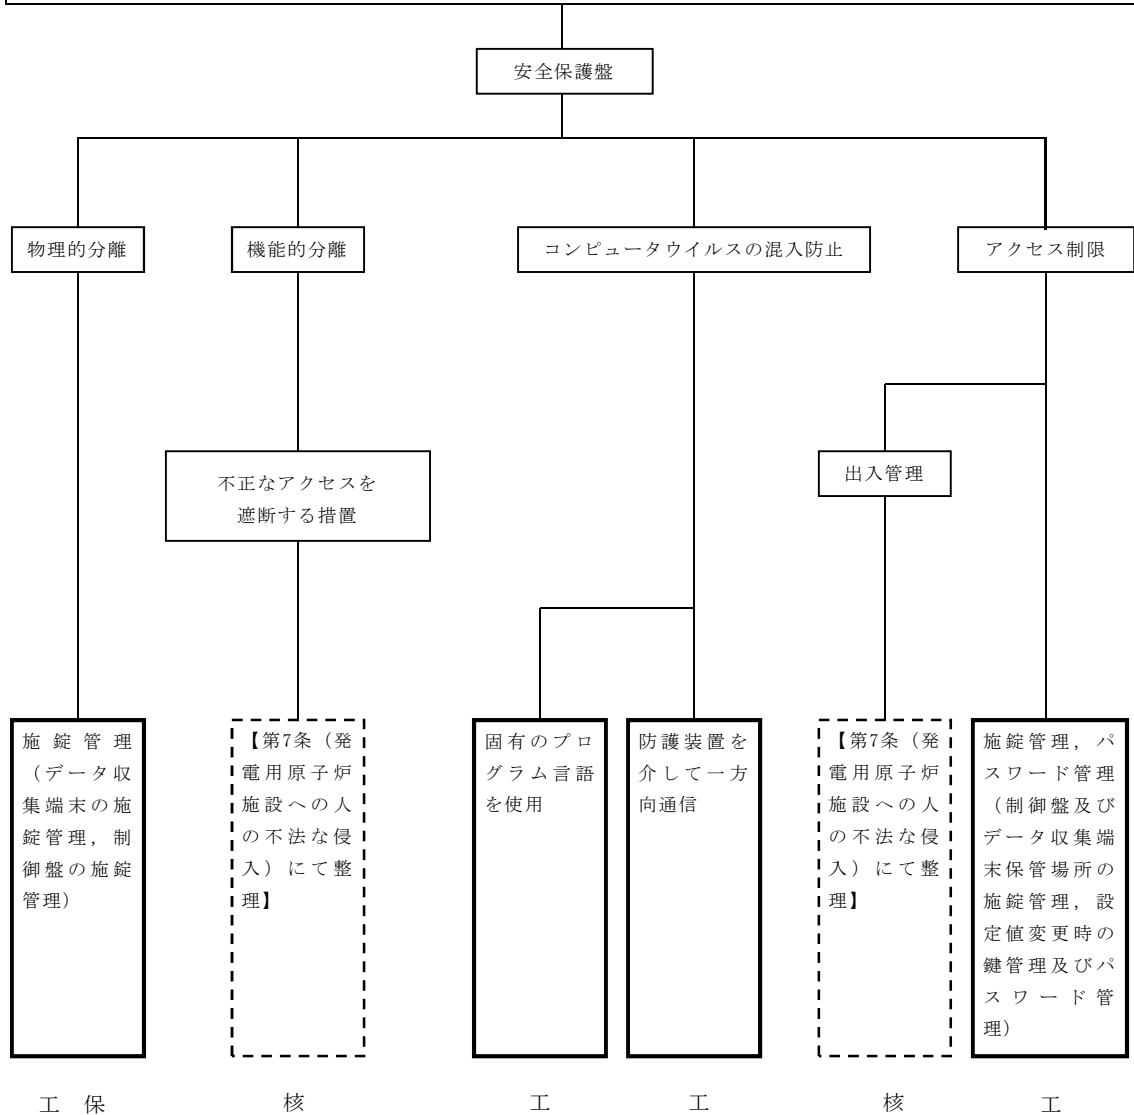 安全保護盤
物理的分離
機能的分離
コンピュータウイルスの混入防止
アクセス制限
不正なアクセスを
遮断する措置
出入管理
施錠管理
（データ収
集端末の施
錠管理，制
御盤の施錠
管理）
【第7条（発
電用原子炉
施設への人
の不法な侵
入）にて整
理】
固有のプロ
グラム言語
を使用
防護装置を
介して一方
向通信
【第7条（発
電用原子炉
施設への人
の不法な侵
入）にて整
理】
施錠管理，パ
スワード管理
（制御盤及び
データ収集端
末保管場所の
施錠管理，設
定値変更時の
鍵管理及びパ
スワード管
理）
工 保
核
工
工
核
工